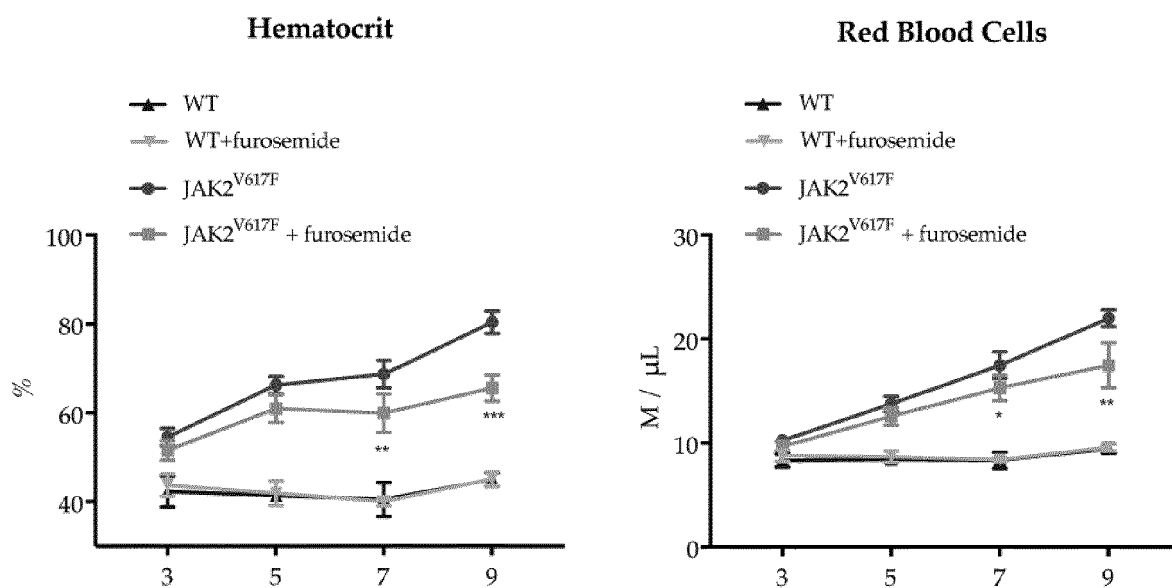 Hematocrit
WT
WT+furosemide
JAK2V617F
JAK2V617F + furosemide
100
80
60
40
%
**
***
3 5 7 9
Red Blood Cells
WT
WT+furosemide
JAK2V617F
JAK2V617F + furosemide
30
20
10
0
M / µL
*
**
3 5 7 9